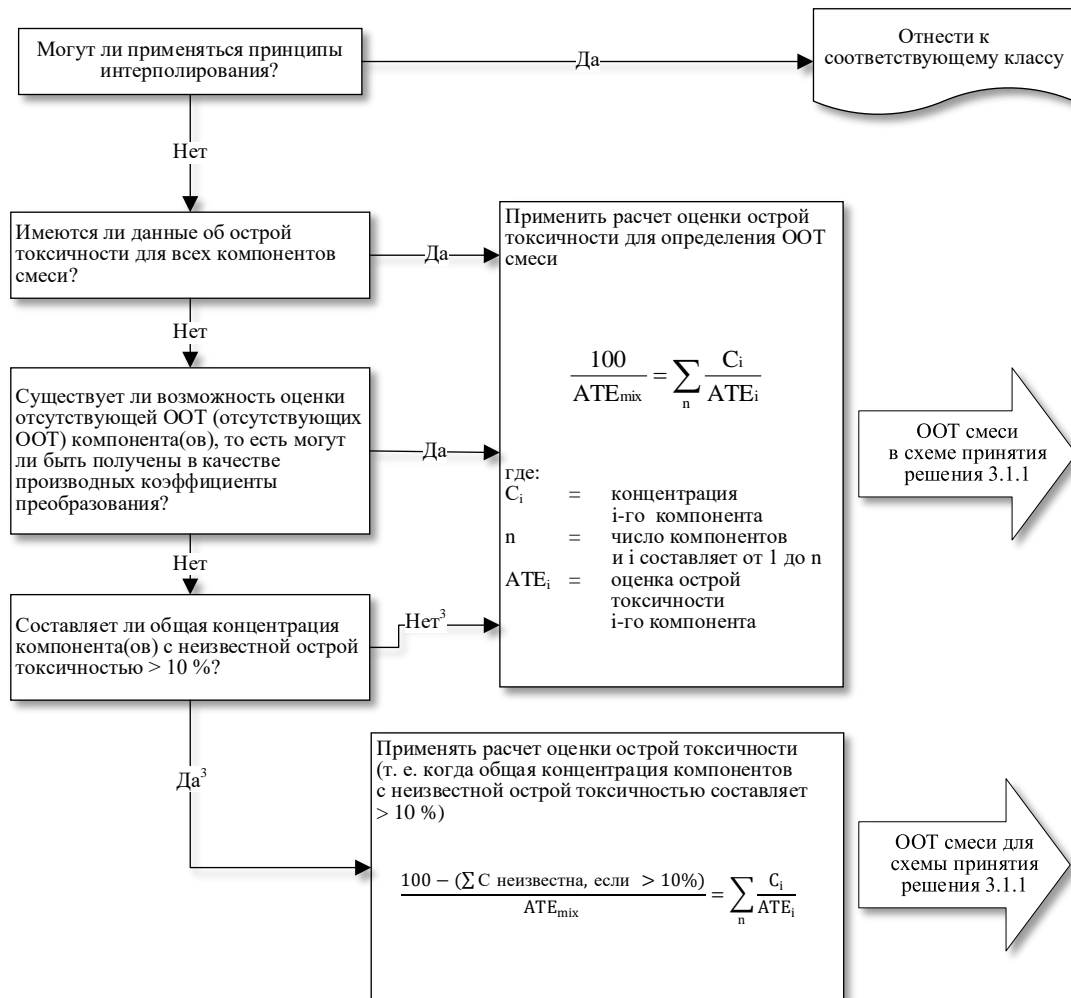 Могут ли применяться принципы
интерполирования?
Да
Отнести к
соответствующему классу
Нет
Имеются ли данные об острой
токсичности для всех компонентов
смеси?
Да
Нет
Существует ли возможность оценки
отсутствующей ООТ (отсутствующих
ООТ) компонента(ов), то есть могут
ли быть получены в качестве
производных коэффициенты
преобразования?
Да
Нет
Составляет ли общая концентрация
компонента(ов) с неизвестной острой
токсичностью > 10 %?
Нет³
Применить расчет оценки острой
токсичности для определения ООТ
смеси
100 / ATEmix = ∑n Ci / ATEi
где:
Ci = концентрация
i-го компонента
n = число компонентов
и i составляет от 1 до n
ATEi = оценка острой
токсичности
i-го компонента
ООТ смеси
в схеме принятия
решения 3.1.1
Да³
Применять расчет оценки острой токсичности
(т. е. когда общая концентрация компонентов
с неизвестной острой токсичностью составляет
> 10 %)
100 − (∑ C неизвестна, если > 10%) / ATEmix = ∑n Ci / ATEi
ООТ смеси для
схемы принятия
решения 3.1.1